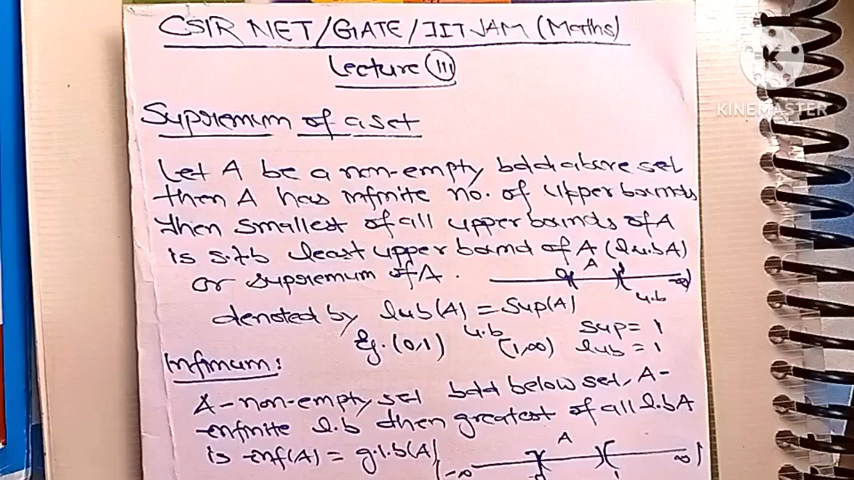 CSIR NET/GATE/IIT JAM (Maths)
Lecture (III)
KINEMASTER
Supremum of a set
Let A be a non-empty bdd above set
then A has infinite no. of upper bounds
then smallest of all upper bounds of A
is s.t.b least upper bound of A (l.u.b A)
or supremum of A.
A
∞)
u.b
denoted by lub(A) = Sup(A)
Eg. (0,1) u.b (1,∞) sup = 1
lub = 1
Infimum:
A-non-empty set bdd below set, A-
infinite l.b then greatest of all l.b A
is inf(A) = g.l.b(A)
A
(-∞ ∞)